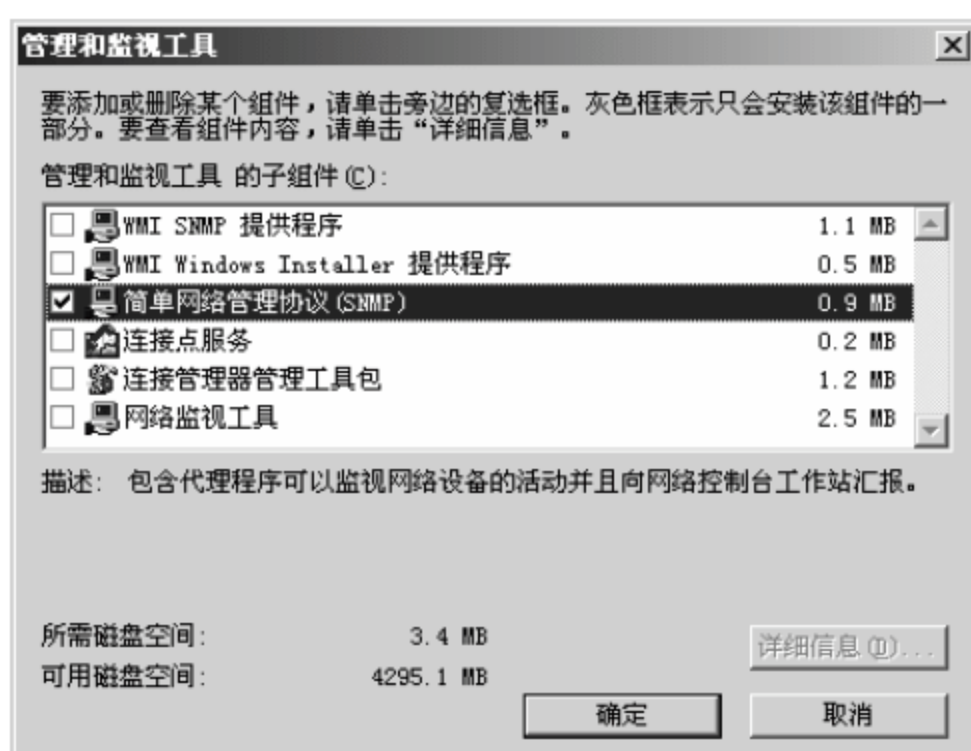 管理和监视工具
要添加或删除某个组件，请单击旁边的复选框。灰色框表示只会安装该组件的一
部分。要查看组件内容，请单击“详细信息”。
管理和监视工具 的子组件(C):
WMI SNMP 提供程序 1.1 MB
WMI Windows Installer 提供程序 0.5 MB
简单网络管理协议(SNMP) 0.9 MB
连接点服务 0.2 MB
连接管理器管理工具包 1.2 MB
网络监视工具 2.5 MB
描述: 包含代理程序可以监视网络设备的活动并且向网络控制台工作站汇报。
所需磁盘空间: 3.4 MB
详细信息(D)...
可用磁盘空间: 4295.1 MB
确定 取消